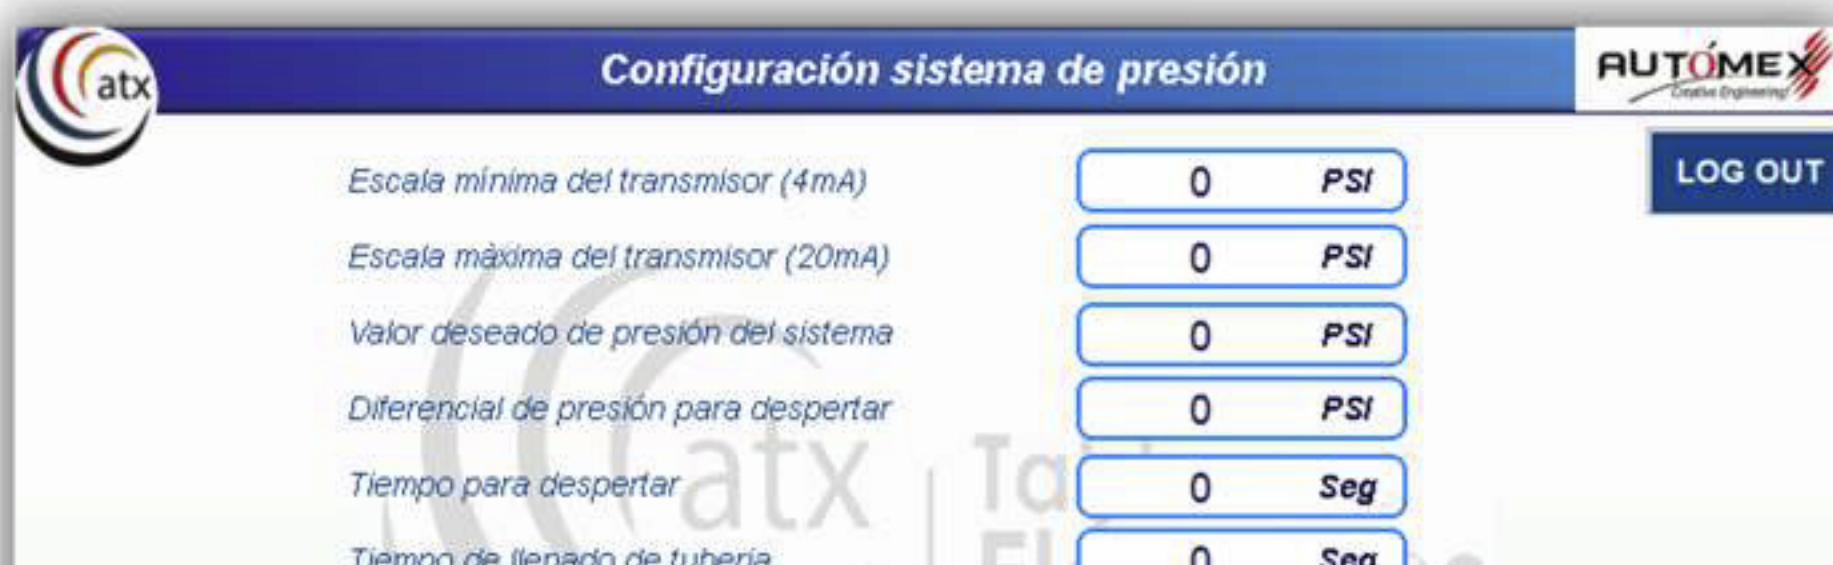 atx
Configuración sistema de presión
AUTÓMEX
Creative Engineering
LOG OUT
Escala mínima del transmisor (4mA) 0 PSI
Escala màxima del transmisor (20mA) 0 PSI
Valor deseado de presión del sistema 0 PSI
Diferencial de presión para despertar 0 PSI
Tiempo para despertar 0 Seg
Tiempo de llenado de tubería 0 Seg
atx